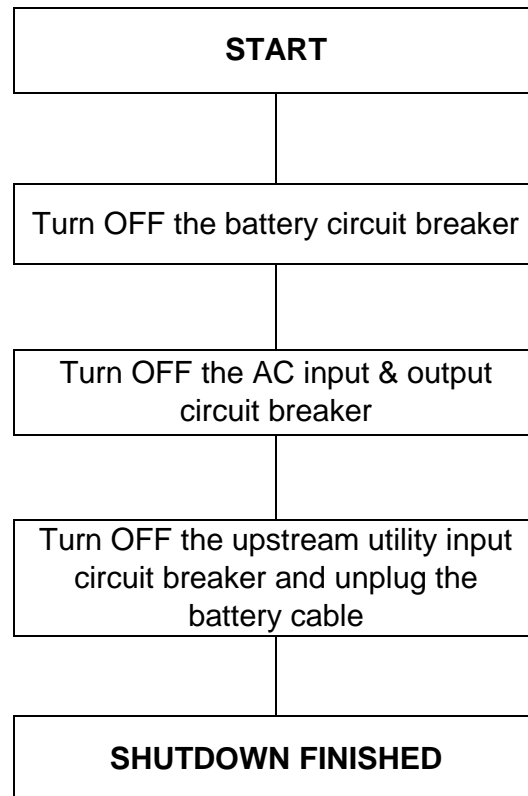 START
Turn OFF the battery circuit breaker
Turn OFF the AC input & output
circuit breaker
Turn OFF the upstream utility input
circuit breaker and unplug the
battery cable
SHUTDOWN FINISHED